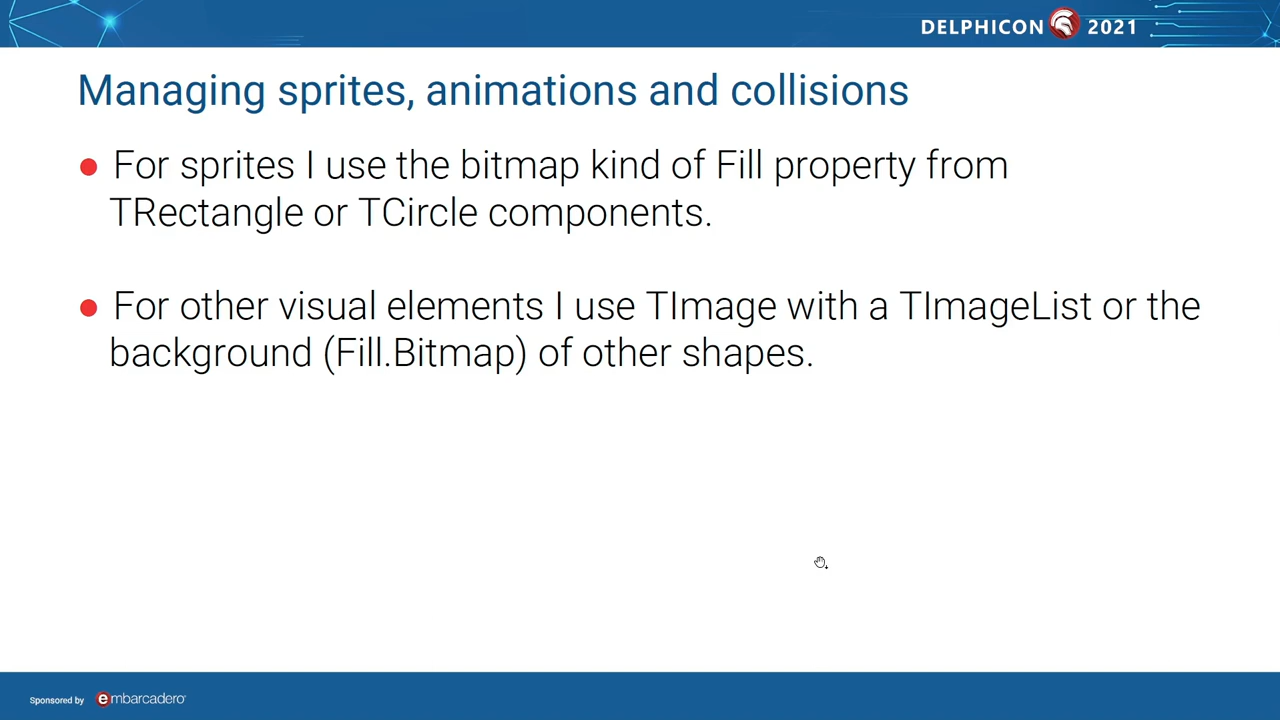 DELPHICON 2021
Managing sprites, animations and collisions
For sprites I use the bitmap kind of Fill property from
TRectangle or TCircle components.
For other visual elements I use TImage with a TImageList or the
background (Fill.Bitmap) of other shapes.
Sponsored by embarcadero